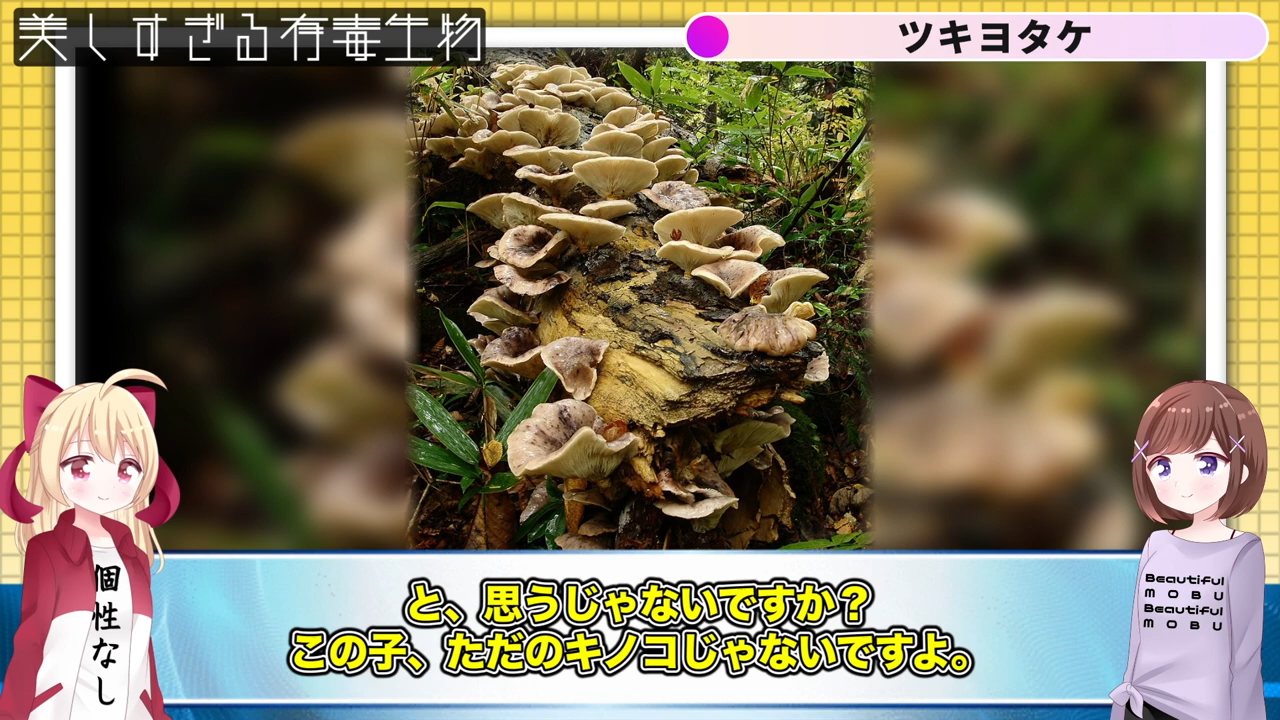 美しすぎる有毒生物
ツキヨタケ
個性なし
Beautiful
MOBU
Beautiful
MOBU
と、思うじゃないですか？
この子、ただのキノコじゃないですよ。